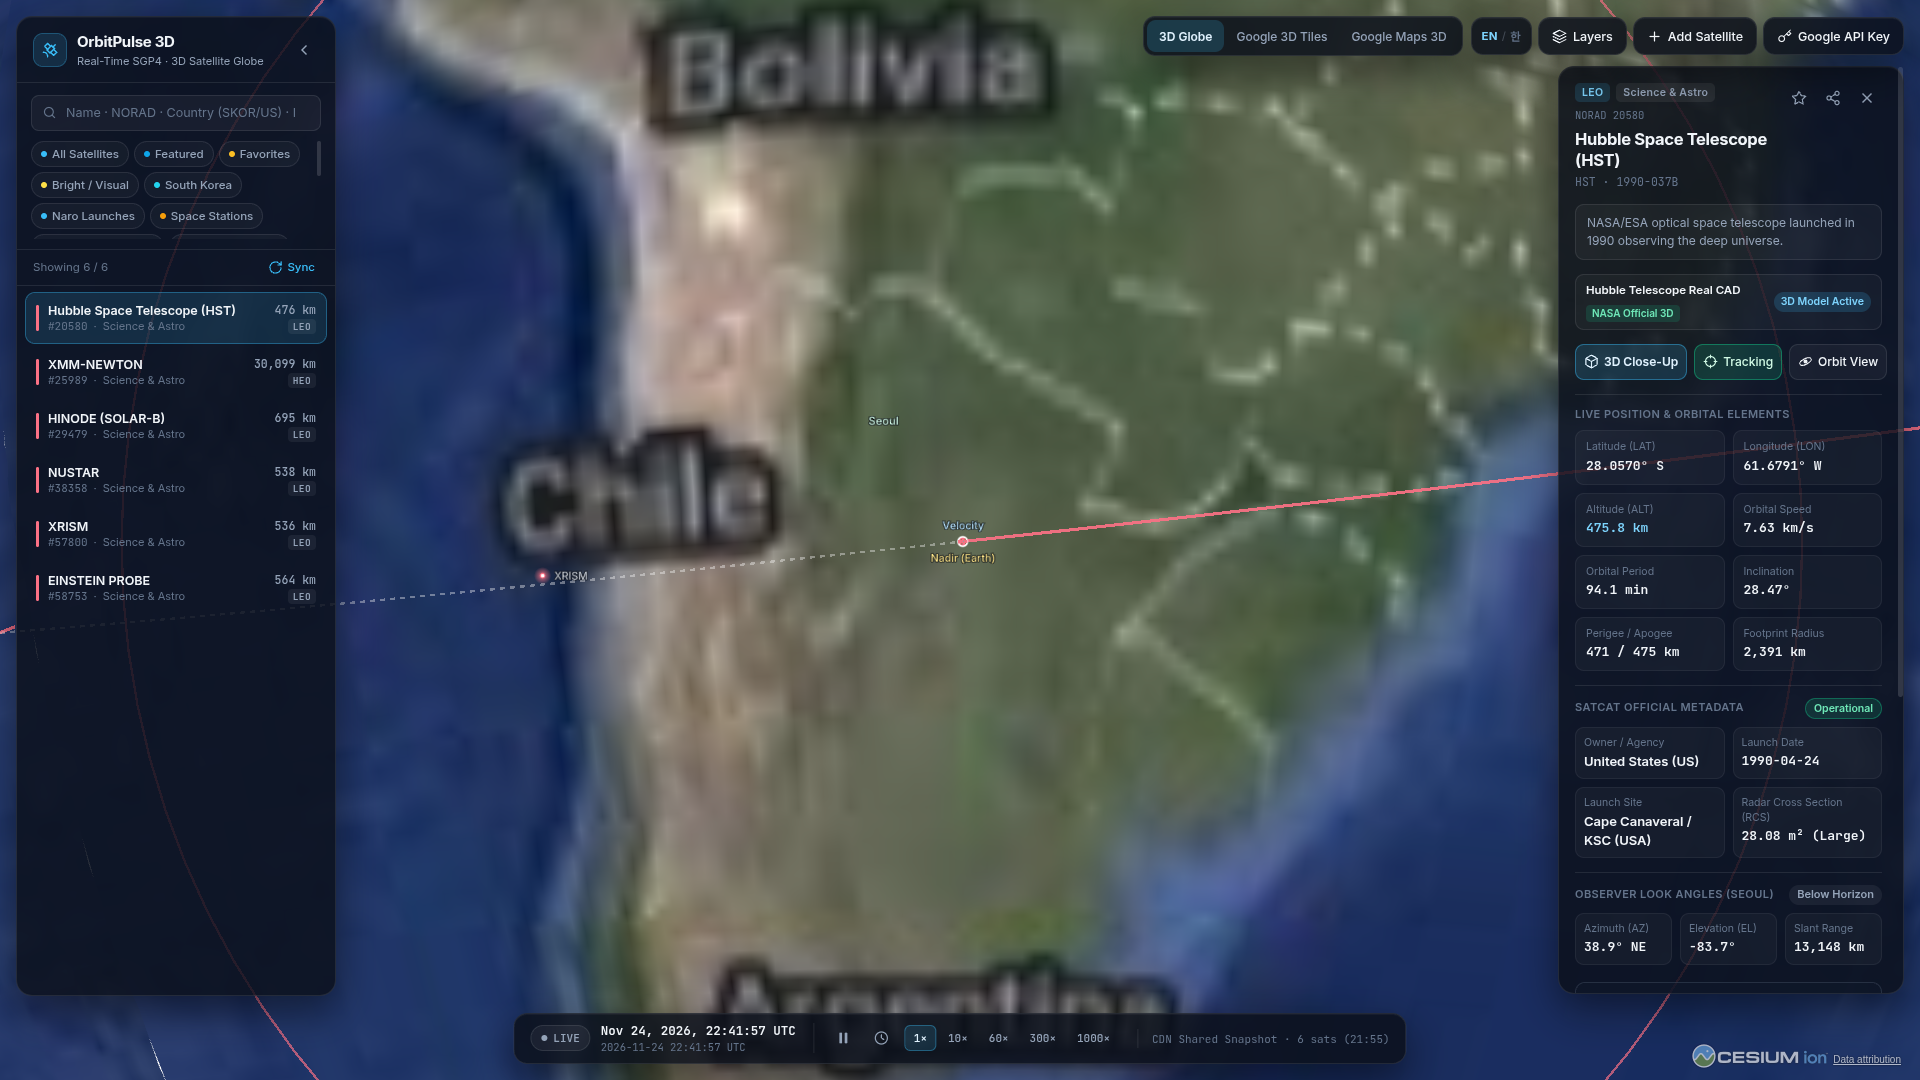 OrbitPulse 3D
Real-Time SGP4 · 3D Satellite Globe
Name · NORAD · Country (SKOR/US) · I
All Satellites
Featured
Favorites
Bright / Visual
South Korea
Naro Launches
Space Stations
Showing 6 / 6
Sync
Hubble Space Telescope (HST)
476 km
#20580 · Science & Astro
LEO
XMM-NEWTON
30,099 km
#25989 · Science & Astro
HEO
HINODE (SOLAR-B)
695 km
#29479 · Science & Astro
LEO
NUSTAR
538 km
#38358 · Science & Astro
LEO
XRISM
536 km
#57800 · Science & Astro
LEO
EINSTEIN PROBE
564 km
#58753 · Science & Astro
LEO
Bolivia
Chile
Argentina
Seoul
Velocity
Nadir (Earth)
XRISM
3D Globe
Google 3D Tiles
Google Maps 3D
EN / 한
Layers
Add Satellite
Google API Key
LEO
Science & Astro
NORAD 20580
Hubble Space Telescope
(HST)
HST · 1990-037B
NASA/ESA optical space telescope launched in
1990 observing the deep universe.
Hubble Telescope Real CAD
NASA Official 3D
3D Model Active
3D Close-Up
Tracking
Orbit View
LIVE POSITION & ORBITAL ELEMENTS
Latitude (LAT)
28.0570° S
Longitude (LON)
61.6791° W
Altitude (ALT)
475.8 km
Orbital Speed
7.63 km/s
Orbital Period
94.1 min
Inclination
28.47°
Perigee / Apogee
471 / 475 km
Footprint Radius
2,391 km
SATCAT OFFICIAL METADATA
Operational
Owner / Agency
United States (US)
Launch Date
1990-04-24
Launch Site
Cape Canaveral /
KSC (USA)
Radar Cross Section
(RCS)
28.08 m² (Large)
OBSERVER LOOK ANGLES (SEOUL)
Below Horizon
Azimuth (AZ)
38.9° NE
Elevation (EL)
-83.7°
Slant Range
13,148 km
LIVE
Nov 24, 2026, 22:41:57 UTC
2026-11-24 22:41:57 UTC
1×
10×
60×
300×
1000×
CDN Shared Snapshot · 6 sats (21:55)
CESIUM ion
Data attribution